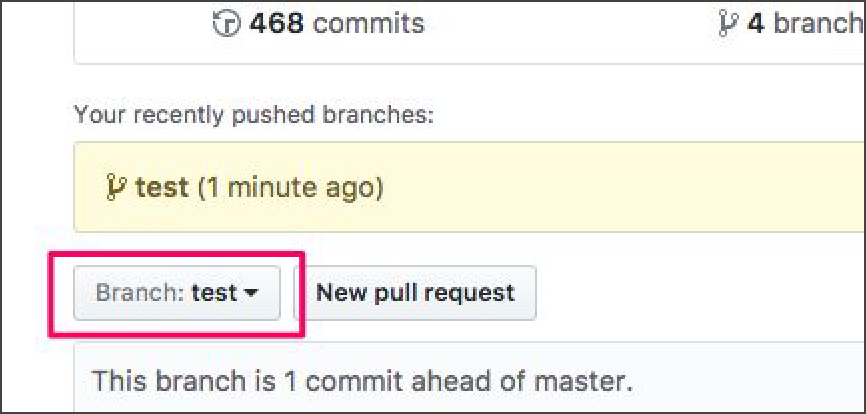 468 commits 4 branch
Your recently pushed branches:
test (1 minute ago)
Branch: test New pull request
This branch is 1 commit ahead of master.